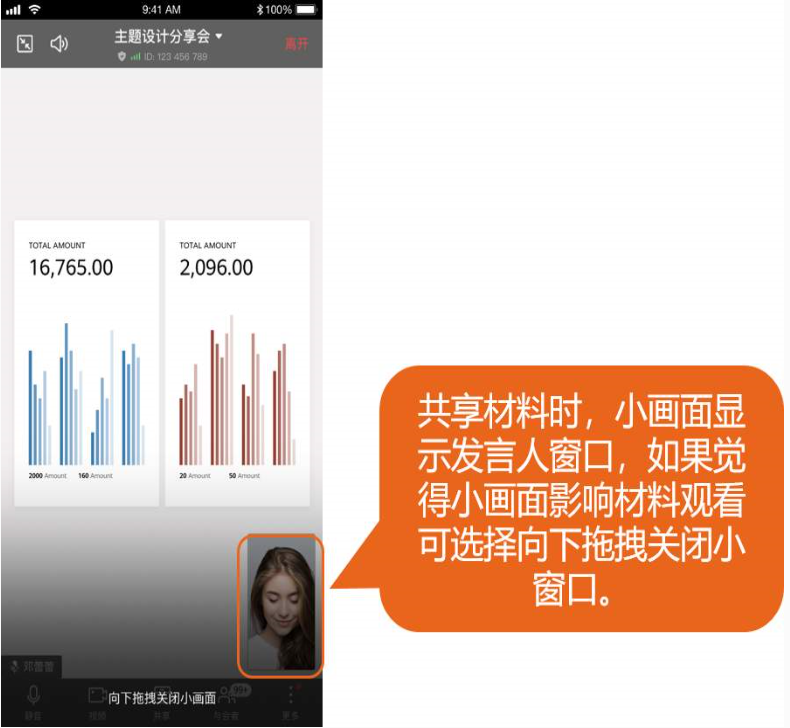 9:41 AM
100%
主题设计分享会
离开
ID: 123 456 789
TOTAL AMOUNT
16,765.00
2000 Amount 160 Amount
TOTAL AMOUNT
2,096.00
20 Amount 50 Amount
共享材料时，小画面显
示发言人窗口，如果觉
得小画面影响材料观看
可选择向下拖拽关闭小
窗口。
向下拖拽关闭小画面
99+
静音
视频
共享
与会者
更多